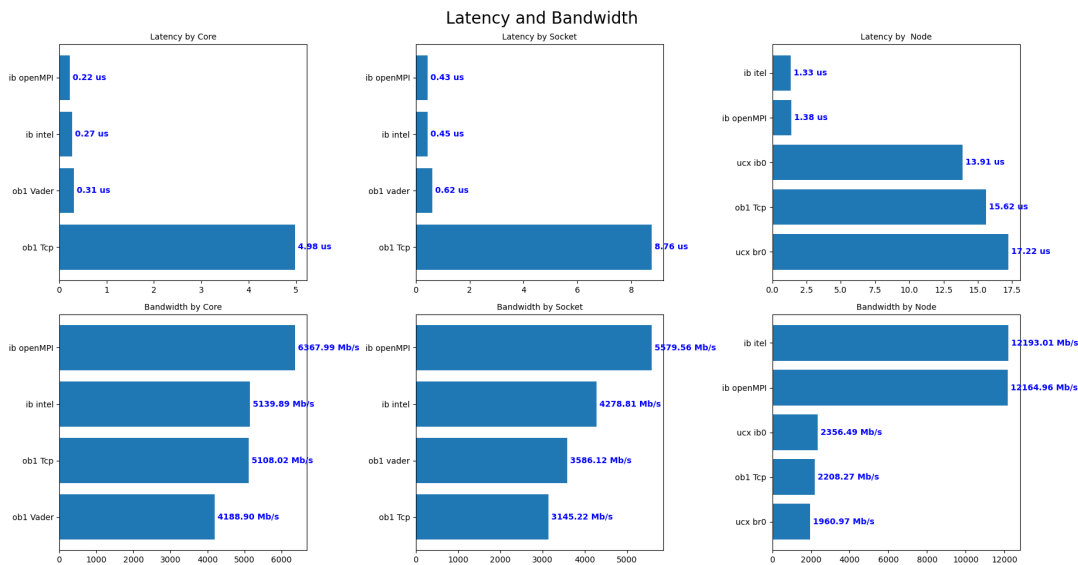 Latency and Bandwidth
Latency by Core
ib openMPI
0.22 us
ib intel
0.27 us
ob1 Vader
0.31 us
ob1 Tcp
4.98 us
0 1 2 3 4 5
Latency by Socket
ib openMPI
0.43 us
ib intel
0.45 us
ob1 vader
0.62 us
ob1 Tcp
8.76 us
0 2 4 6 8
Latency by  Node
ib itel
1.33 us
ib openMPI
1.38 us
ucx ib0
13.91 us
ob1 Tcp
15.62 us
ucx br0
17.22 us
0.0 2.5 5.0 7.5 10.0 12.5 15.0 17.5
Bandwidth by Core
ib openMPI
6367.99 Mb/s
ib intel
5139.89 Mb/s
ob1 Tcp
5108.02 Mb/s
ob1 Vader
4188.90 Mb/s
0 1000 2000 3000 4000 5000 6000
Bandwidth by Socket
ib openMPI
5579.56 Mb/s
ib intel
4278.81 Mb/s
ob1 vader
3586.12 Mb/s
ob1 Tcp
3145.22 Mb/s
0 1000 2000 3000 4000 5000
Bandwidth by Node
ib itel
12193.01 Mb/s
ib openMPI
12164.96 Mb/s
ucx ib0
2356.49 Mb/s
ob1 Tcp
2208.27 Mb/s
ucx br0
1960.97 Mb/s
0 2000 4000 6000 8000 10000 12000